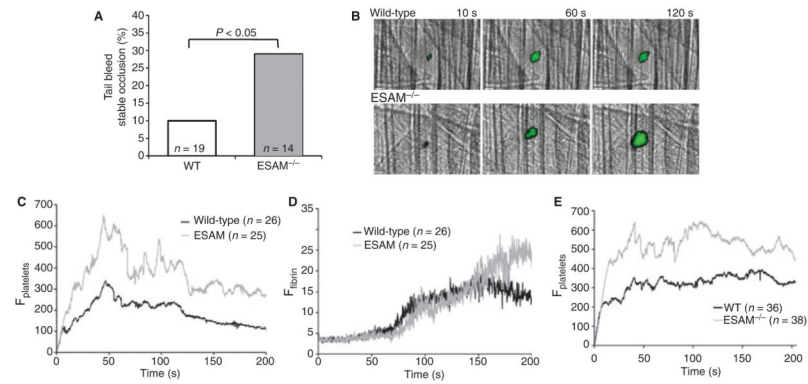 A
Tail bleed
stable occlusion (%)
40
35
30
25
20
15
10
5
0
P < 0.05
n = 19
n = 14
WT
ESAM–/–
B
Wild-type
10 s
60 s
120 s
ESAM–/–
C
Fplatelets
700
600
500
400
300
200
100
0
Wild-type (n = 26)
ESAM (n = 25)
0
50
100
150
200
Time (s)
D
Ffibrin
35
25
20
15
10
5
0
Wild-type (n = 26)
ESAM (n = 25)
0
50
100
150
200
Time (s)
E
Fplatelets
700
600
500
400
300
200
100
0
WT (n = 36)
ESAM–/– (n = 38)
0
50
100
150
200
Time (s)